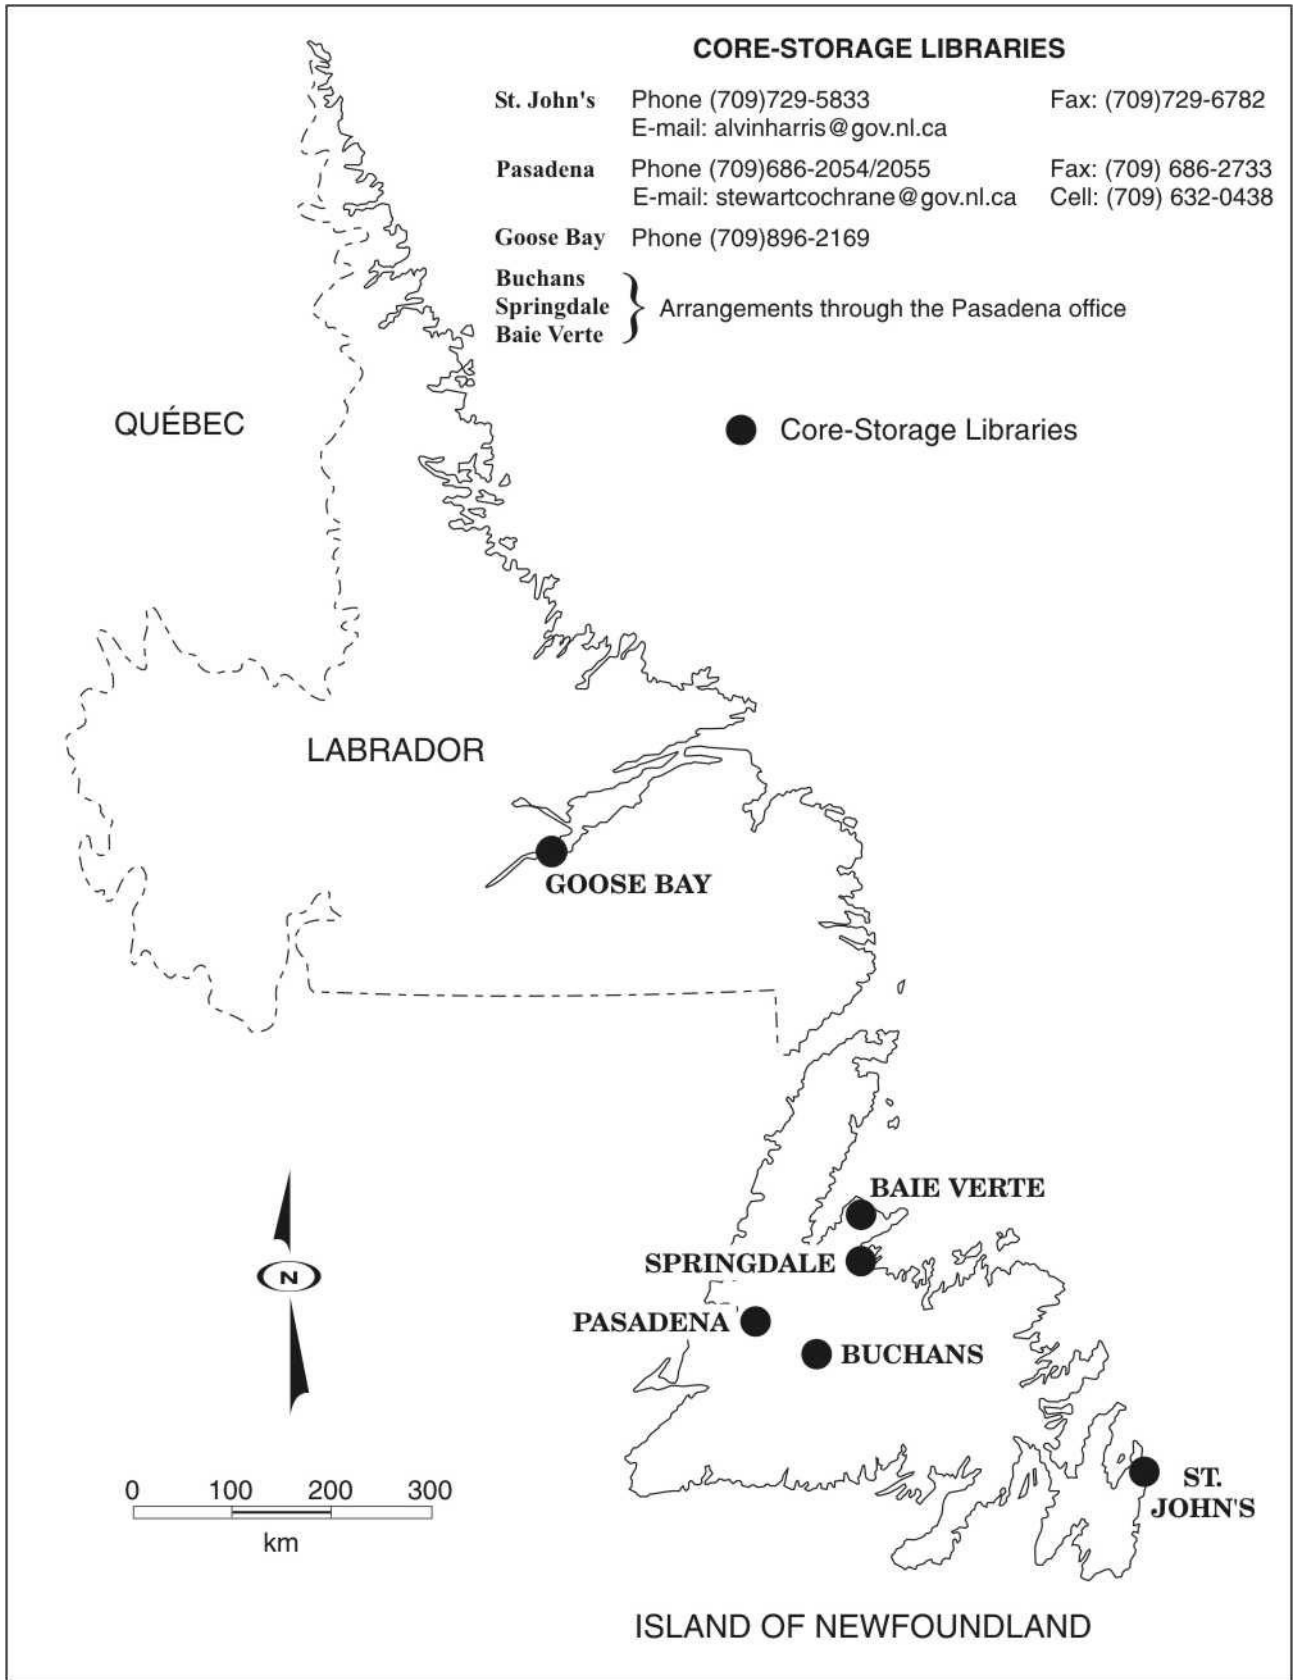 CORE-STORAGE LIBRARIES
St. John's Phone (709)729-5833 Fax: (709)729-6782
E-mail: alvinharris@gov.nl.ca
Pasadena Phone (709)686-2054/2055 Fax: (709) 686-2733
E-mail: stewartcochrane@gov.nl.ca Cell: (709) 632-0438
Goose Bay Phone (709)896-2169
Buchans
Springdale } Arrangements through the Pasadena office
Baie Verte
QUÉBEC
Core-Storage Libraries
LABRADOR
GOOSE BAY
BAIE VERTE
SPRINGDALE
PASADENA
BUCHANS
N
ST.
JOHN'S
0 100 200 300
km
ISLAND OF NEWFOUNDLAND